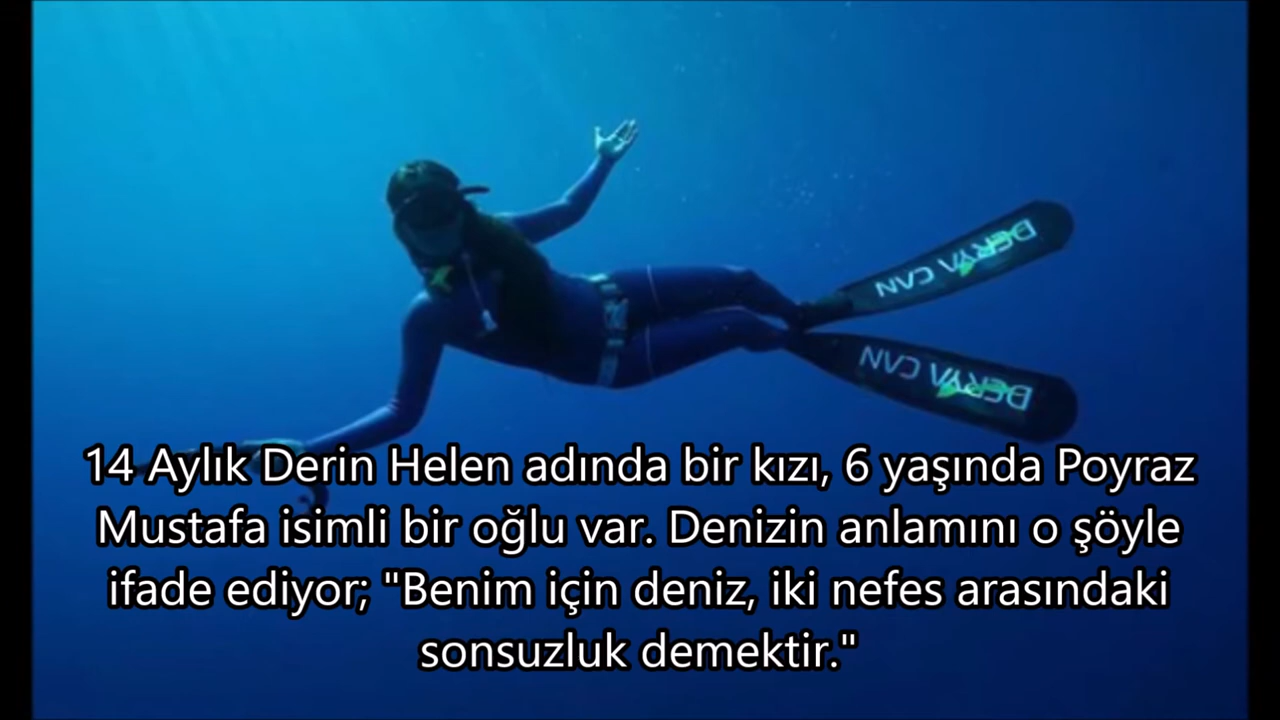 DERYA CAN
DERYA CAN
14 Aylık Derin Helen adında bir kızı, 6 yaşında Poyraz
Mustafa isimli bir oğlu var. Denizin anlamını o şöyle
ifade ediyor; "Benim için deniz, iki nefes arasındaki
sonsuzluk demektir."